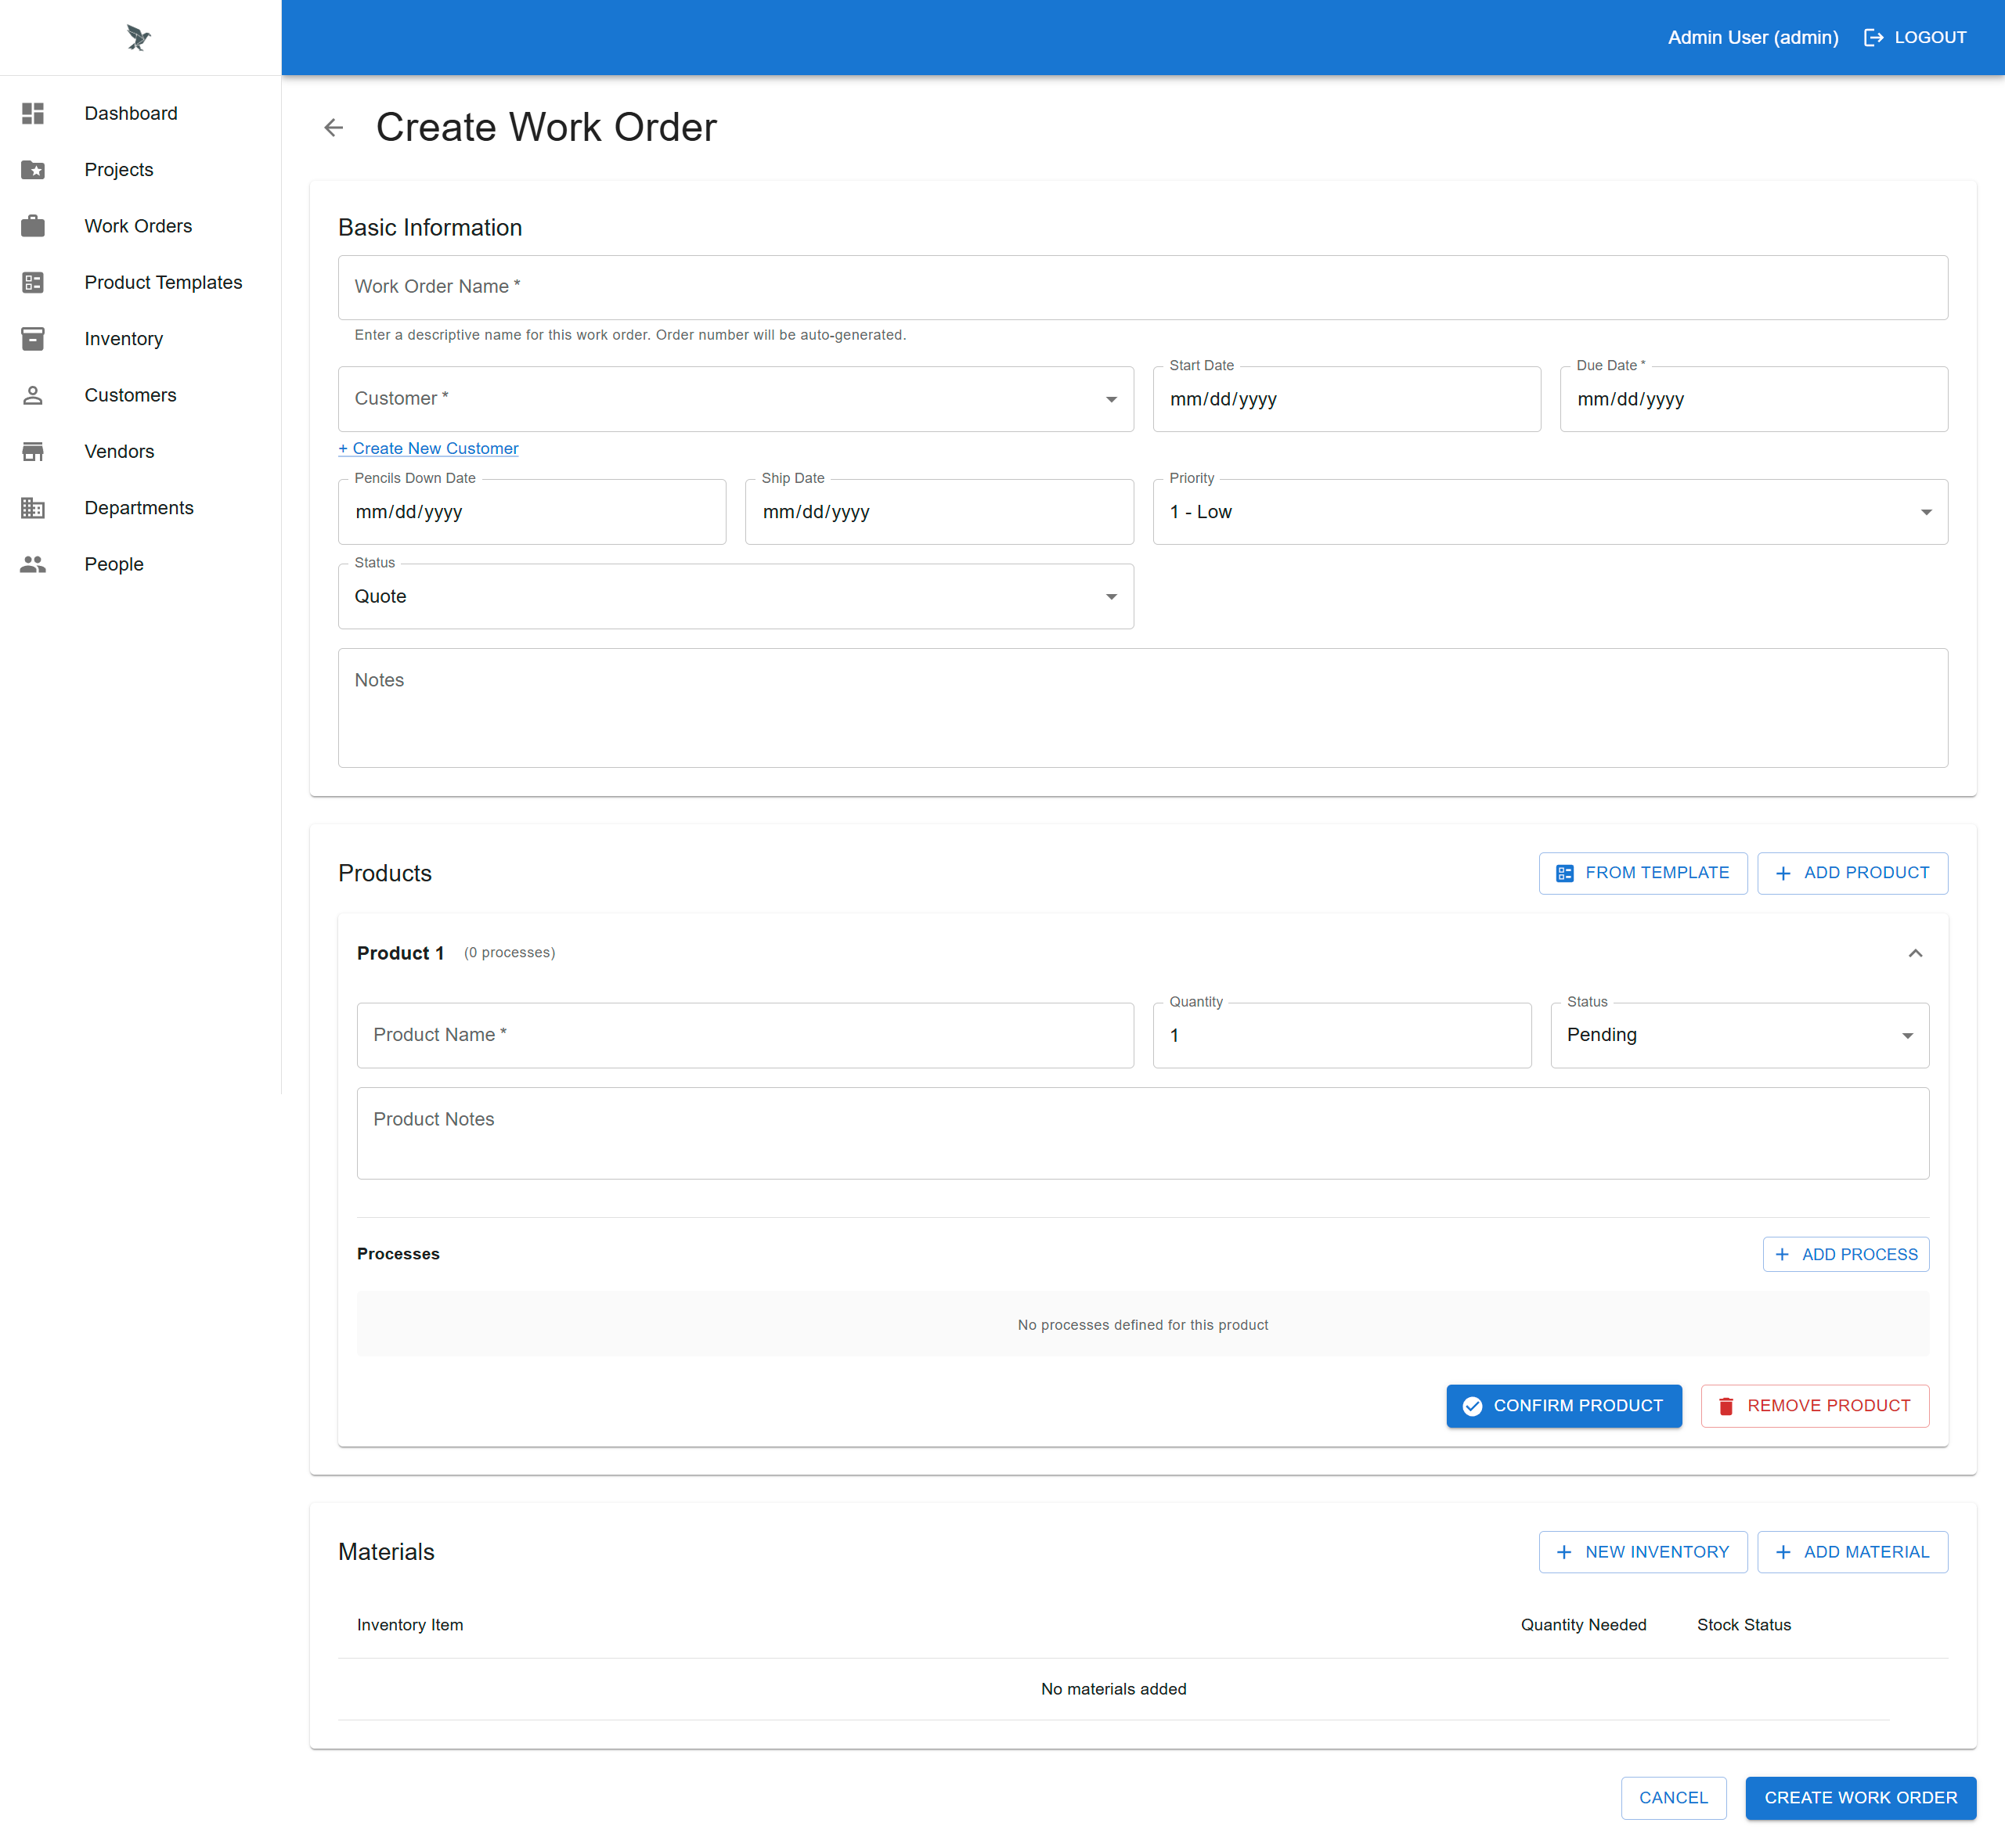 Admin User (admin) LOGOUT
Dashboard
Projects
Work Orders
Product Templates
Inventory
Customers
Vendors
Departments
People
Create Work Order
Basic Information
Work Order Name *
Enter a descriptive name for this work order. Order number will be auto-generated.
Customer *
Start Date
mm/dd/yyyy
Due Date *
mm/dd/yyyy
+ Create New Customer
Pencils Down Date
mm/dd/yyyy
Ship Date
mm/dd/yyyy
Priority
1 - Low
Status
Quote
Notes
Products
FROM TEMPLATE
+ ADD PRODUCT
Product 1 (0 processes)
Product Name *
Quantity
1
Status
Pending
Product Notes
Processes
+ ADD PROCESS
No processes defined for this product
CONFIRM PRODUCT
REMOVE PRODUCT
Materials
+ NEW INVENTORY
+ ADD MATERIAL
Inventory Item Quantity Needed Stock Status
No materials added
CANCEL
CREATE WORK ORDER